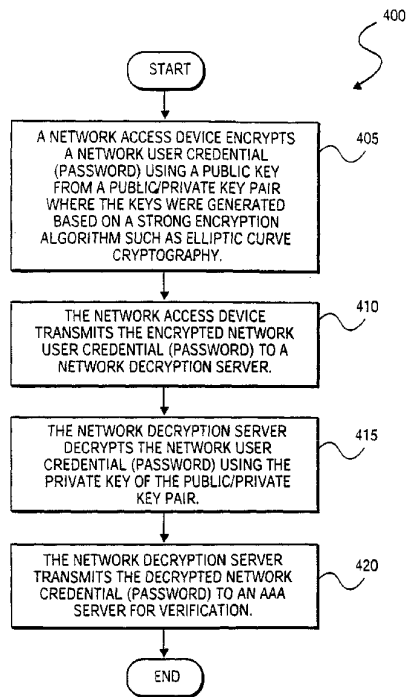 400
START
A NETWORK ACCESS DEVICE ENCRYPTS
A NETWORK USER CREDENTIAL
(PASSWORD) USING A PUBLIC KEY
FROM A PUBLIC/PRIVATE KEY PAIR
WHERE THE KEYS WERE GENERATED
BASED ON A STRONG ENCRYPTION
ALGORITHM SUCH AS ELLIPTIC CURVE
CRYPTOGRAPHY.
405
THE NETWORK ACCESS DEVICE
TRANSMITS THE ENCRYPTED NETWORK
USER CREDENTIAL (PASSWORD) TO A
NETWORK DECRYPTION SERVER.
410
THE NETWORK DECRYPTION SERVER
DECRYPTS THE NETWORK USER
CREDENTIAL (PASSWORD) USING THE
PRIVATE KEY OF THE PUBLIC/PRIVATE
KEY PAIR.
415
THE NETWORK DECRYPTION SERVER
TRANSMITS THE DECRYPTED NETWORK
CREDENTIAL (PASSWORD) TO AN AAA
SERVER FOR VERIFICATION.
420
END